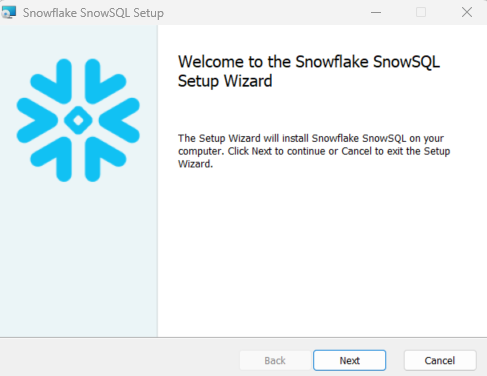 Snowflake SnowSQL Setup
Welcome to the Snowflake SnowSQL
Setup Wizard
The Setup Wizard will install Snowflake SnowSQL on your
computer. Click Next to continue or Cancel to exit the Setup
Wizard.
Back
Next
Cancel